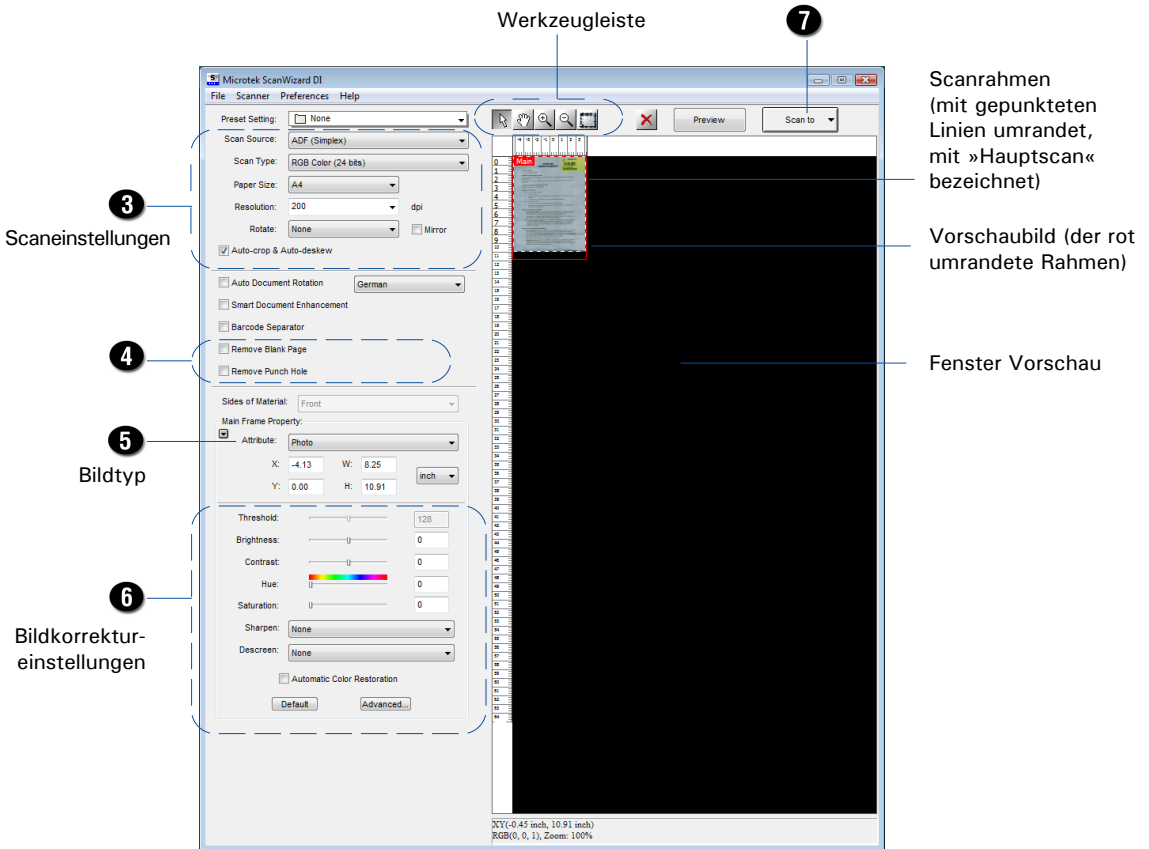 Werkzeugleiste
7
Microtek ScanWizard DI
File Scanner Preferences Help
Preset Setting: None
Preview
Scan to
Scan Source: ADF (Simplex)
Scan Type: RGB Color (24 bits)
Paper Size: A4
Resolution: 200 dpi
Rotate: None Mirror
Auto-crop & Auto-deskew
3
Scaneinstellungen
Auto Document Rotation German
Smart Document Enhancement
Barcode Separator
4
Remove Blank Page
Remove Punch Hole
Sides of Material: Front
Main Frame Property:
5
Bildtyp
Attribute: Photo
X: -4.13 W: 8.25
inch
Y: 0.00 H: 10.91
Threshold: 128
Brightness: 0
Contrast: 0
Hue: 0
Saturation: 0
6
Bildkorrektur-
einstellungen
Sharpen: None
Descreen: None
Automatic Color Restoration
Default Advanced...
Main
Scanrahmen
(mit gepunkteten
Linien umrandet,
mit »Hauptscan«
bezeichnet)
Vorschaubild (der rot
umrandete Rahmen)
Fenster Vorschau
XY(-0.45 inch, 10.91 inch)
RGB(0, 0, 1), Zoom: 100%